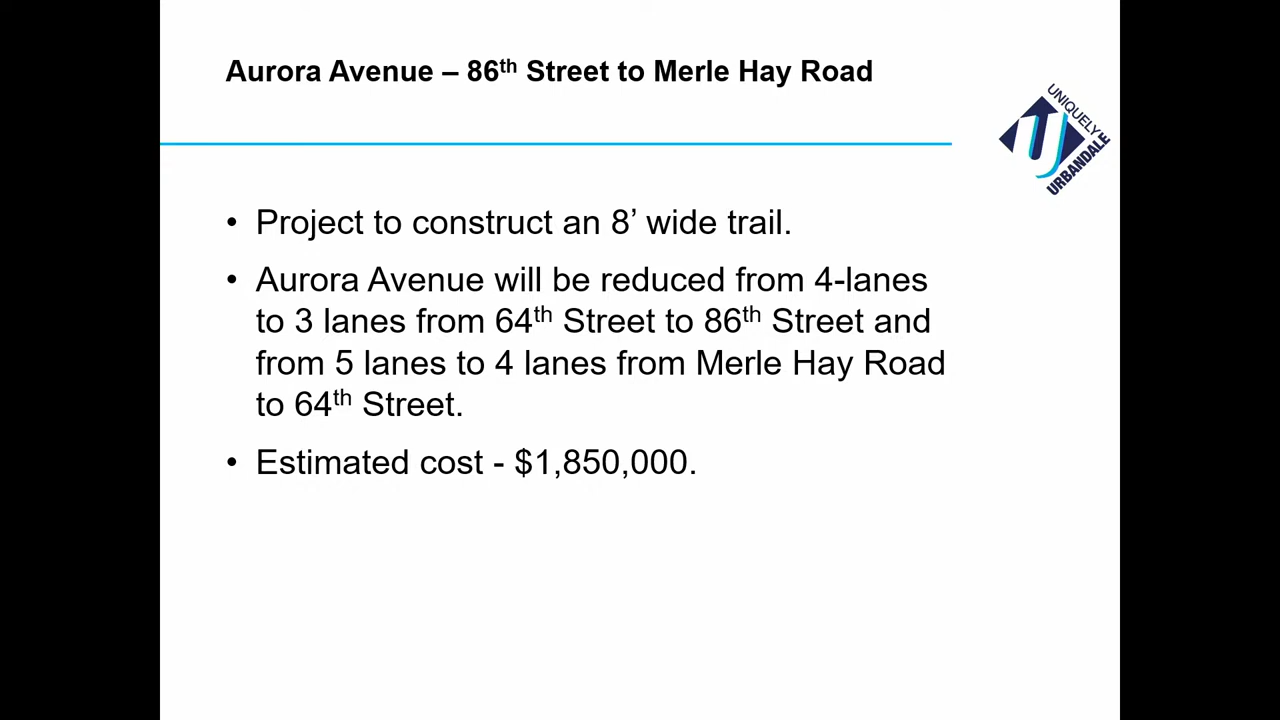 Aurora Avenue – 86th Street to Merle Hay Road
UNIQUELY
URBANDALE
• Project to construct an 8’ wide trail.
• Aurora Avenue will be reduced from 4-lanes
to 3 lanes from 64th Street to 86th Street and
from 5 lanes to 4 lanes from Merle Hay Road
to 64th Street.
• Estimated cost - $1,850,000.